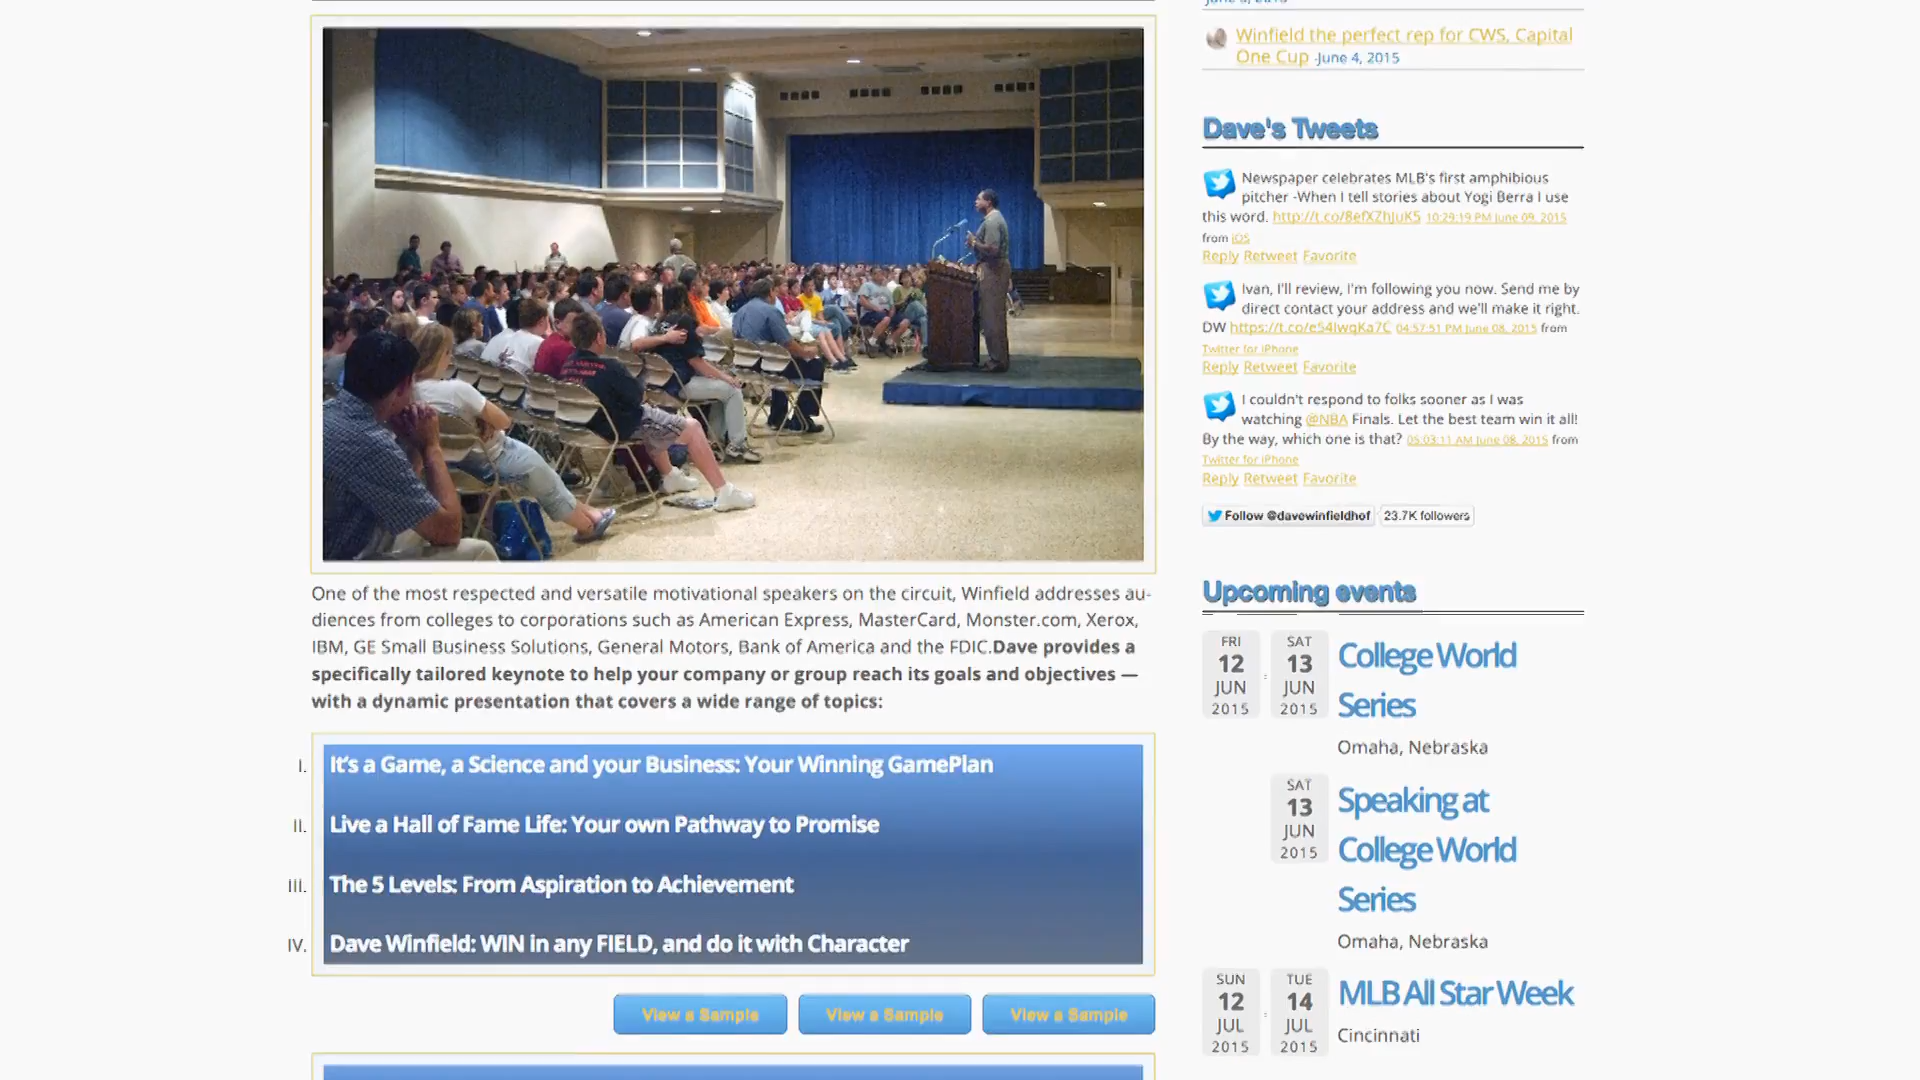 June 5, 2015
Winfield the perfect rep for CWS, Capital
One Cup -June 4, 2015
Dave's Tweets
Newspaper celebrates MLB's first amphibious
pitcher -When I tell stories about Yogi Berra I use
this word. http://t.co/8efXZhJuK5 10:29:19 PM June 09, 2015
from iOS
Reply Retweet Favorite
Ivan, I'll review, I'm following you now. Send me by
direct contact your address and we'll make it right.
DW https://t.co/e54lwqKa7C 04:57:51 PM June 08, 2015 from
Twitter for iPhone
Reply Retweet Favorite
I couldn't respond to folks sooner as I was
watching @NBA Finals. Let the best team win it all!
By the way, which one is that? 05:03:11 AM June 08, 2015 from
Twitter for iPhone
Reply Retweet Favorite
Follow @davewinfieldhof 23.7K followers
One of the most respected and versatile motivational speakers on the circuit, Winfield addresses au-
diences from colleges to corporations such as American Express, MasterCard, Monster.com, Xerox,
IBM, GE Small Business Solutions, General Motors, Bank of America and the FDIC.Dave provides a
specifically tailored keynote to help your company or group reach its goals and objectives —
with a dynamic presentation that covers a wide range of topics:
I. It's a Game, a Science and your Business: Your Winning GamePlan
II. Live a Hall of Fame Life: Your own Pathway to Promise
III. The 5 Levels: From Aspiration to Achievement
IV. Dave Winfield: WIN in any FIELD, and do it with Character
View a Sample View a Sample View a Sample
Upcoming events
FRI 12 JUN 2015 - SAT 13 JUN 2015
College World
Series
Omaha, Nebraska
SAT 13 JUN 2015
Speaking at
College World
Series
Omaha, Nebraska
SUN 12 JUL 2015 - TUE 14 JUL 2015
MLB All Star Week
Cincinnati